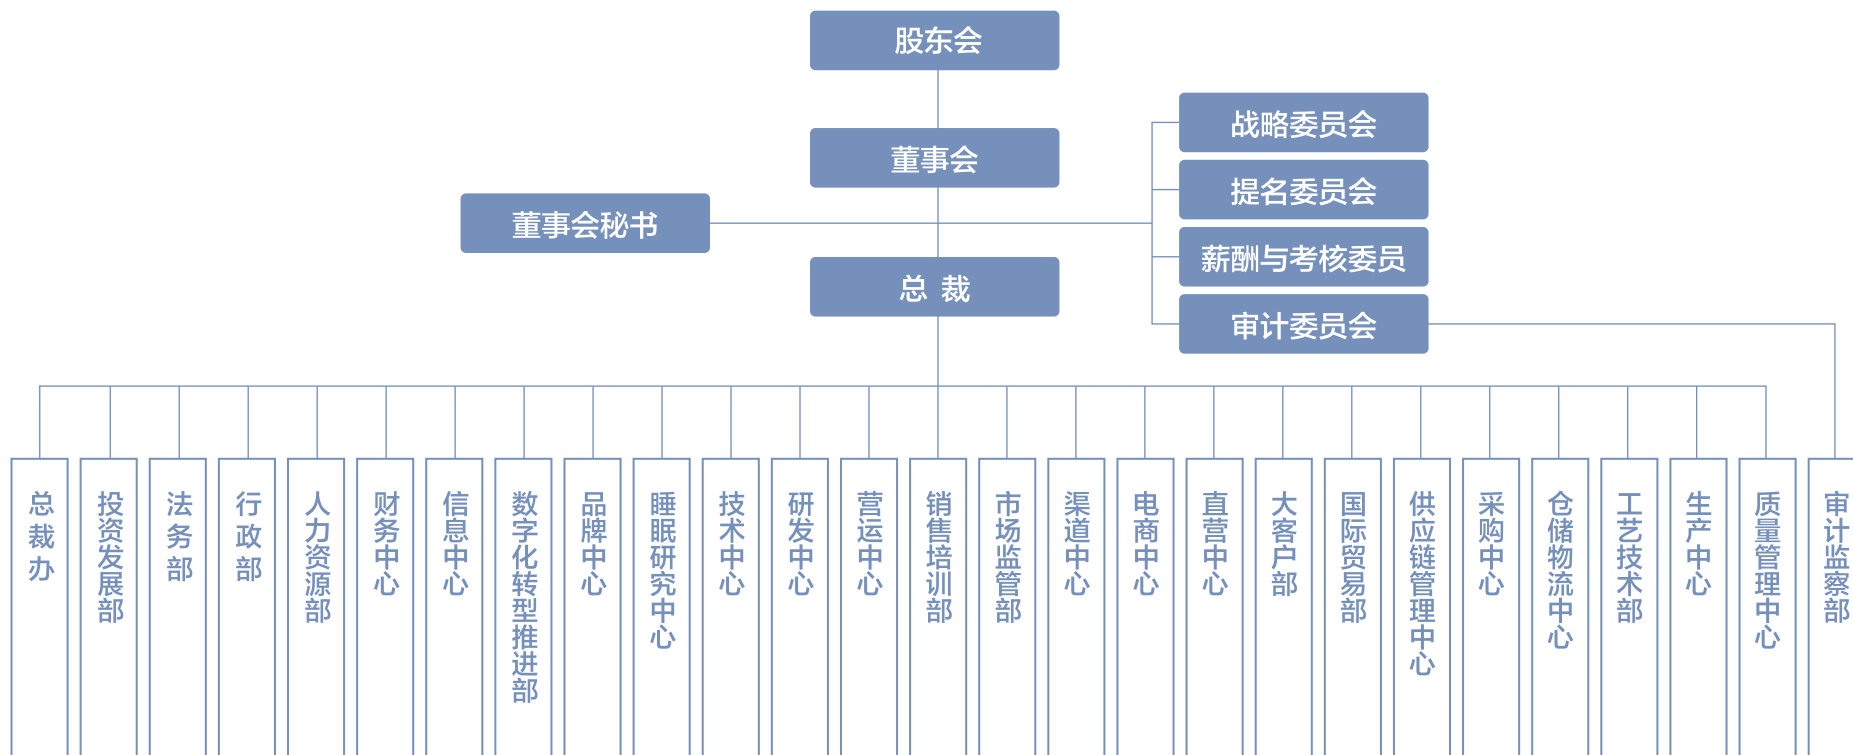 股东会
董事会
战略委员会
提名委员会
董事会秘书
薪酬与考核委员
总 裁
审计委员会
总裁办
投资发展部
法务部
行政部
人力资源部
财务中心
信息中心
数字化转型推进部
品牌中心
睡眠研究中心
技术中心
研发中心
营运中心
销售培训部
市场监管部
渠道中心
电商中心
直营中心
大客户部
国际贸易部
供应链管理中心
采购中心
仓储物流中心
工艺技术部
生产中心
质量管理中心
审计监察部